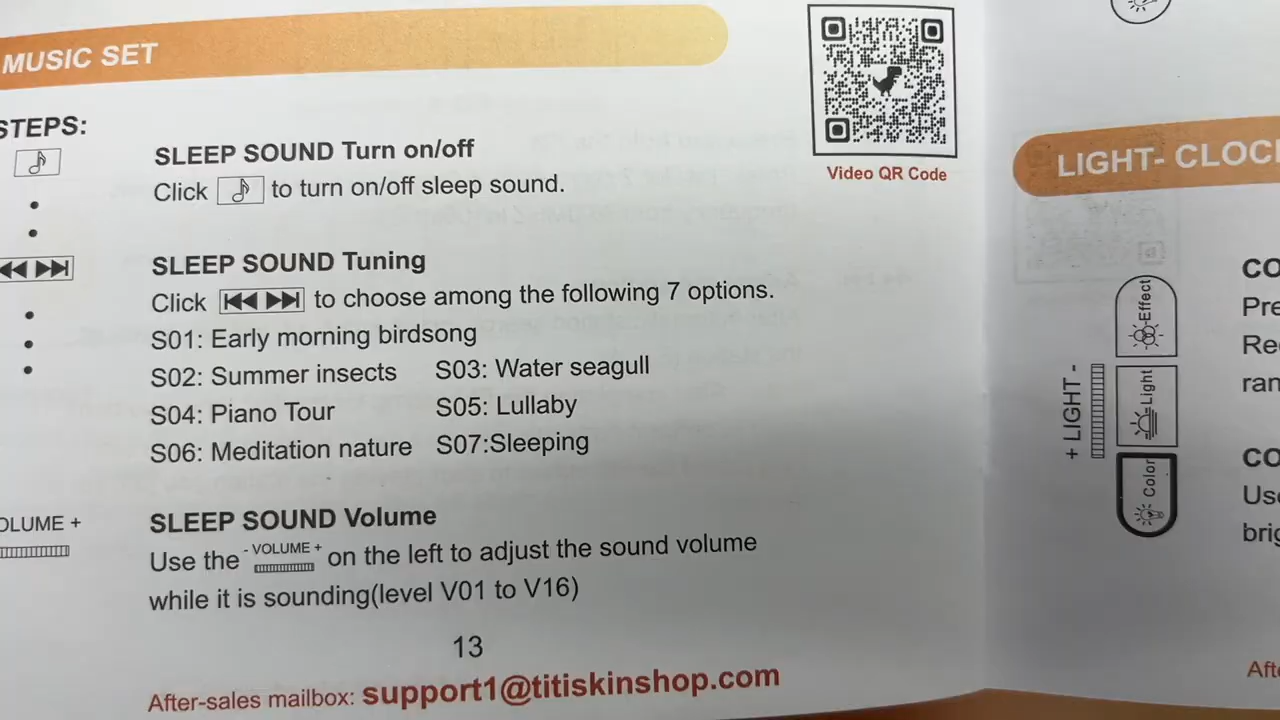 MUSIC SET
STEPS:
SLEEP SOUND Turn on/off
Click to turn on/off sleep sound.
SLEEP SOUND Tuning
Click to choose among the following 7 options.
S01: Early morning birdsong
S02: Summer insects S03: Water seagull
S04: Piano Tour S05: Lullaby
S06: Meditation nature S07:Sleeping
OLUME +
SLEEP SOUND Volume
Use the - VOLUME + on the left to adjust the sound volume
while it is sounding(level V01 to V16)
13
After-sales mailbox: support1@titiskinshop.com
Video QR Code
LIGHT- CLOC
+ LIGHT -
Effect
Light
Color
CO
Pre
Re
ran
CO
Use
brig
Afte